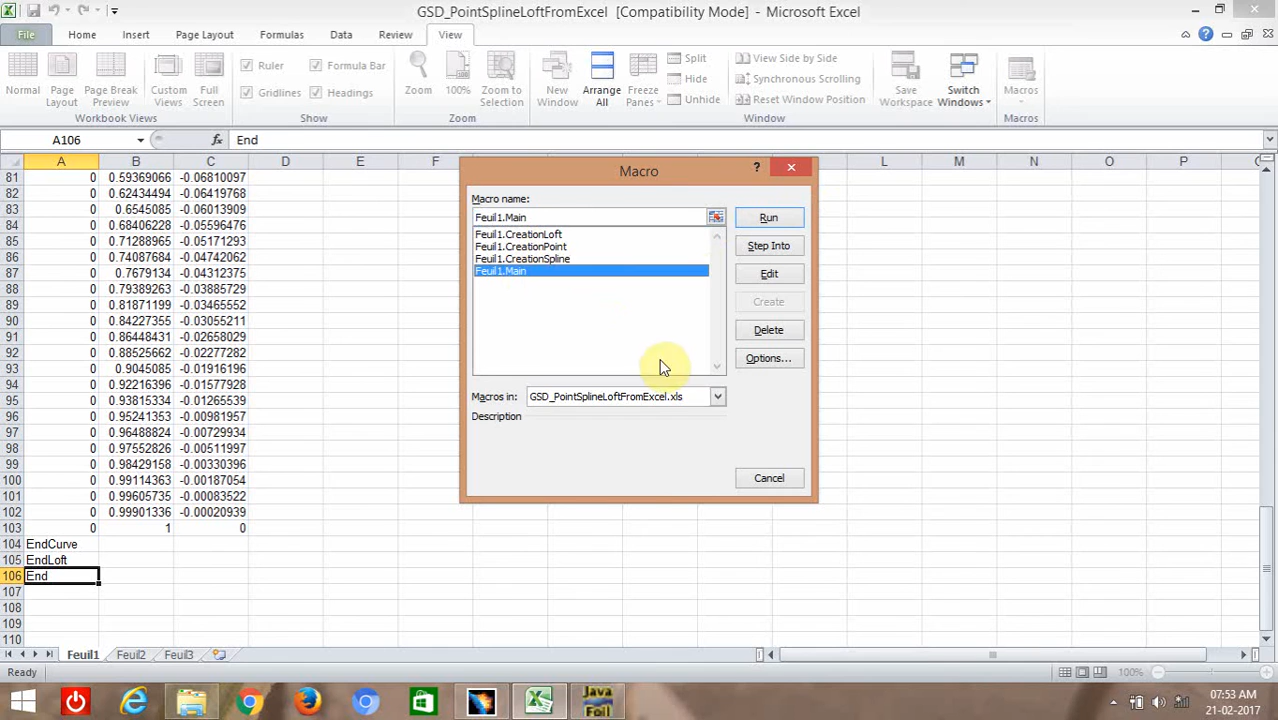 GSD_PointSplineLoftFromExcel [Compatibility Mode] - Microsoft Excel
File Home Insert Page Layout Formulas Data Review View
Normal Page Layout Page Break Preview Custom Views Full Screen
Workbook Views
Ruler Formula Bar
Gridlines Headings
Show
Zoom 100% Zoom to Selection
Zoom
New Window Arrange All Freeze Panes
Split
Hide
Unhide
View Side by Side
Synchronous Scrolling
Reset Window Position
Window
Save Workspace Switch Windows
Macros
Macros
A106 fx End
A B C D E F L M N O P
81 0 0.59369066 -0.06810097
82 0 0.62434494 -0.06419768
83 0 0.6545085 -0.06013909
84 0 0.68406228 -0.05596476
85 0 0.71288965 -0.05171293
86 0 0.74087684 -0.04742062
87 0 0.7679134 -0.04312375
88 0 0.79389263 -0.03885729
89 0 0.81871199 -0.03465552
90 0 0.84227355 -0.03055211
91 0 0.86448431 -0.02658029
92 0 0.88525662 -0.02277282
93 0 0.9045085 -0.01916196
94 0 0.92216396 -0.01577928
95 0 0.93815334 -0.01265539
96 0 0.95241353 -0.00981917
97 0 0.96488824 -0.00729934
98 0 0.97552826 -0.00511997
99 0 0.98429158 -0.00330396
100 0 0.99114363 -0.00187054
101 0 0.99605735 -0.00083522
102 0 0.99901336 -0.00020939
103 0 1 0
104 EndCurve
105 EndLoft
106 End
107
108
109
110
Macro
?
Macro name:
Feuil1.Main
Feuil1.CreationLoft
Feuil1.CreationPoint
Feuil1.CreationSpline
Feuil1.Main
Run
Step Into
Edit
Create
Delete
Options...
Macros in: GSD_PointSplineLoftFromExcel.xls
Description
Cancel
Feuil1 Feuil2 Feuil3
Ready 100%
Java Foil
07:53 AM
21-02-2017